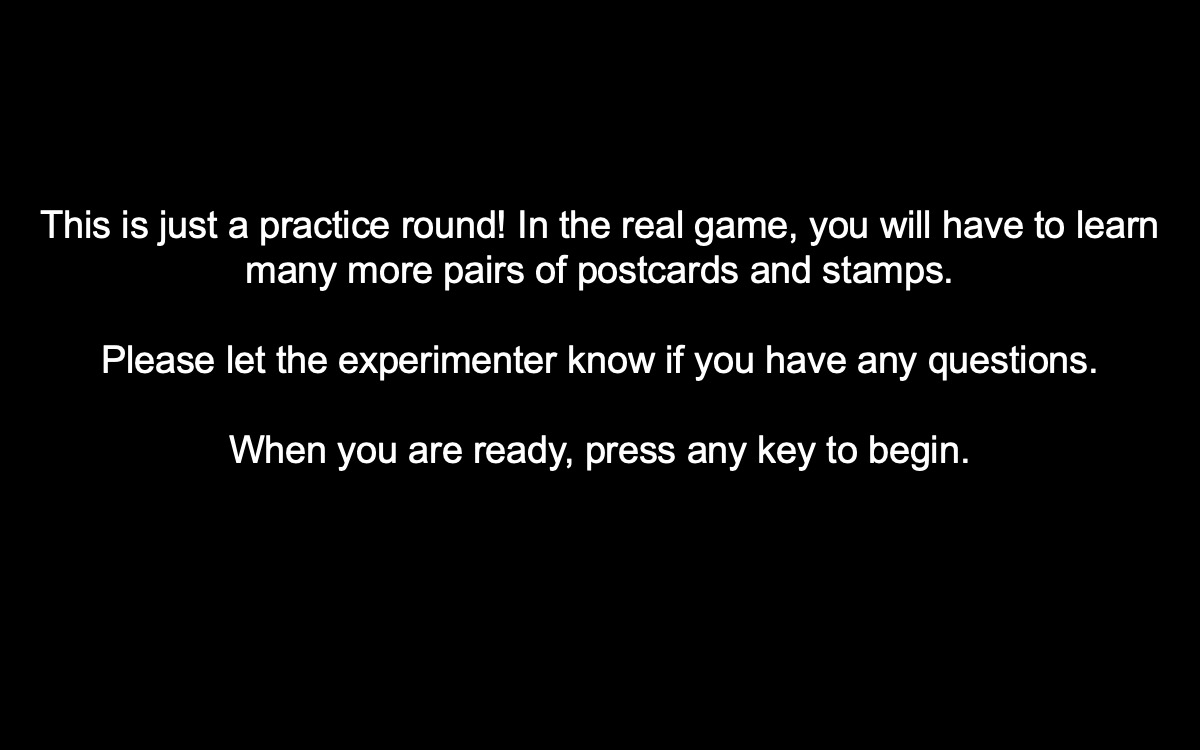 This is just a practice round! In the real game, you will have to learn
many more pairs of postcards and stamps.
Please let the experimenter know if you have any questions.
When you are ready, press any key to begin.